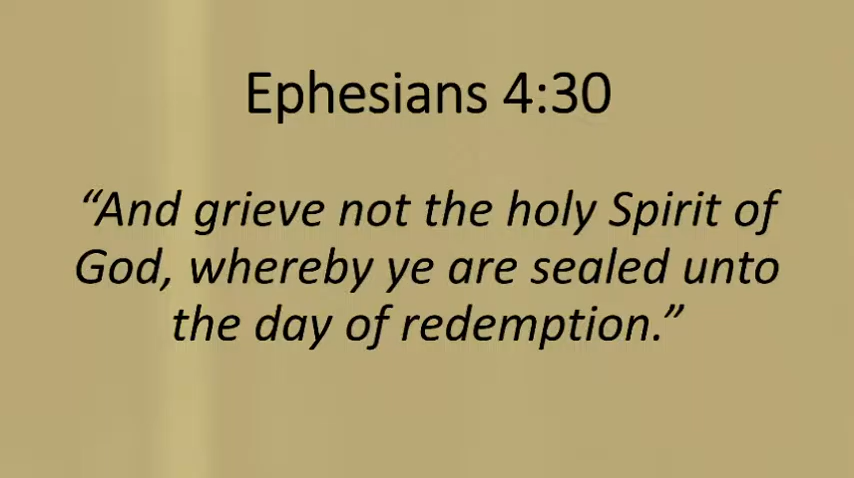 Ephesians 4:30
“And grieve not the holy Spirit of
God, whereby ye are sealed unto
the day of redemption.”